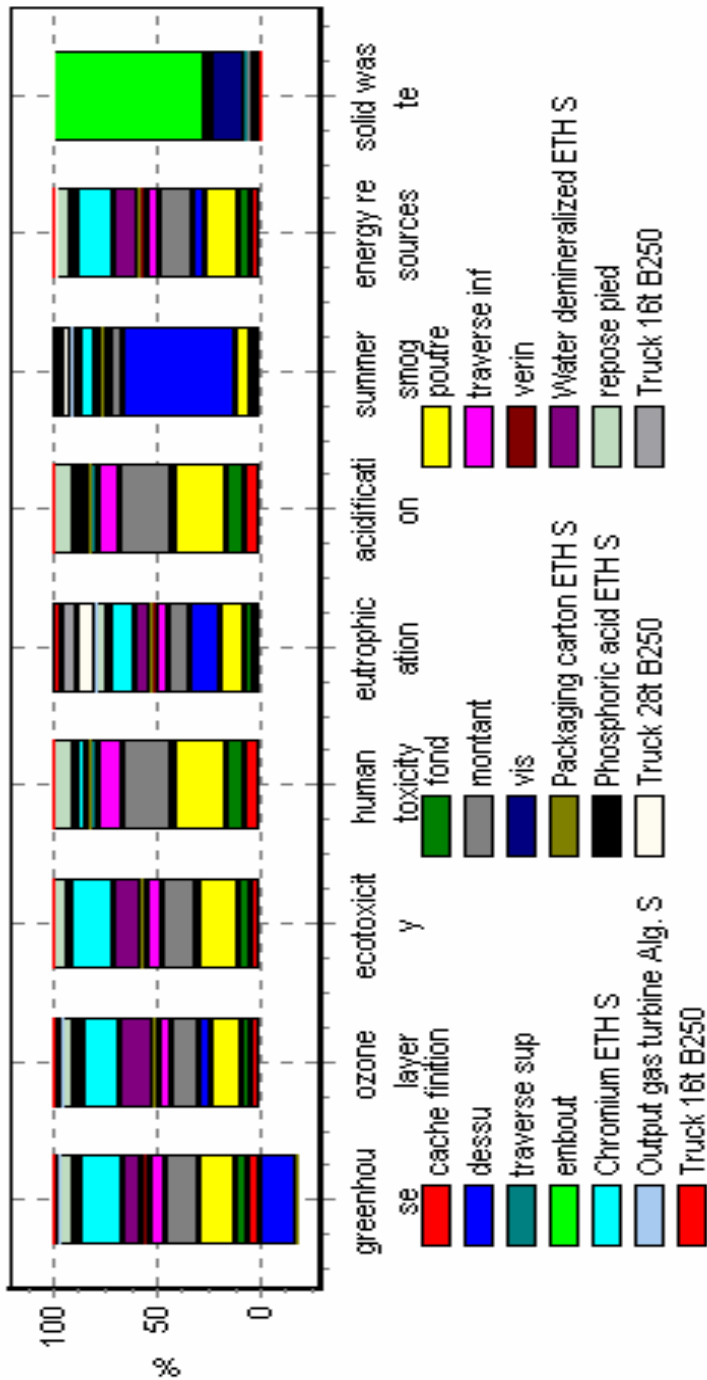 100
50
0
%
greenhou ozone ecotoxicit human eutrophic acidificati summer energy re solid was
se layer y toxicity ation on smog sources te
cache finition fond poutre
dessu montant traverse inf
traverse sup vis verin
embout Packaging carton ETH S Water demineralized ETH S
Chromium ETH S Phosphoric acid ETH S repose pied
Output gas turbine Alg. S Truck 28t B250 Truck 16t B250
Truck 16t B250